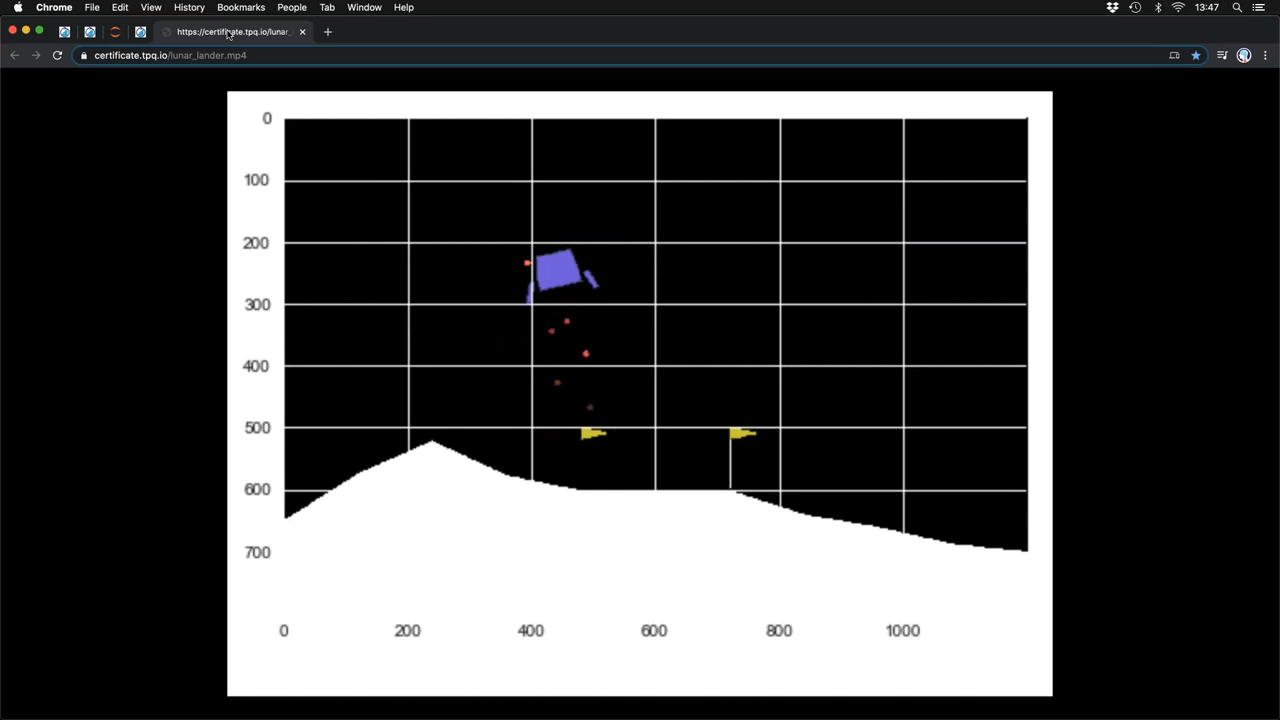 Chrome File Edit View History Bookmarks People Tab Window Help 13:47
https://certificate.tpq.io/lunar_
certificate.tpq.io/lunar_lander.mp4
0
100
200
300
400
500
600
700
0 200 400 600 800 1000